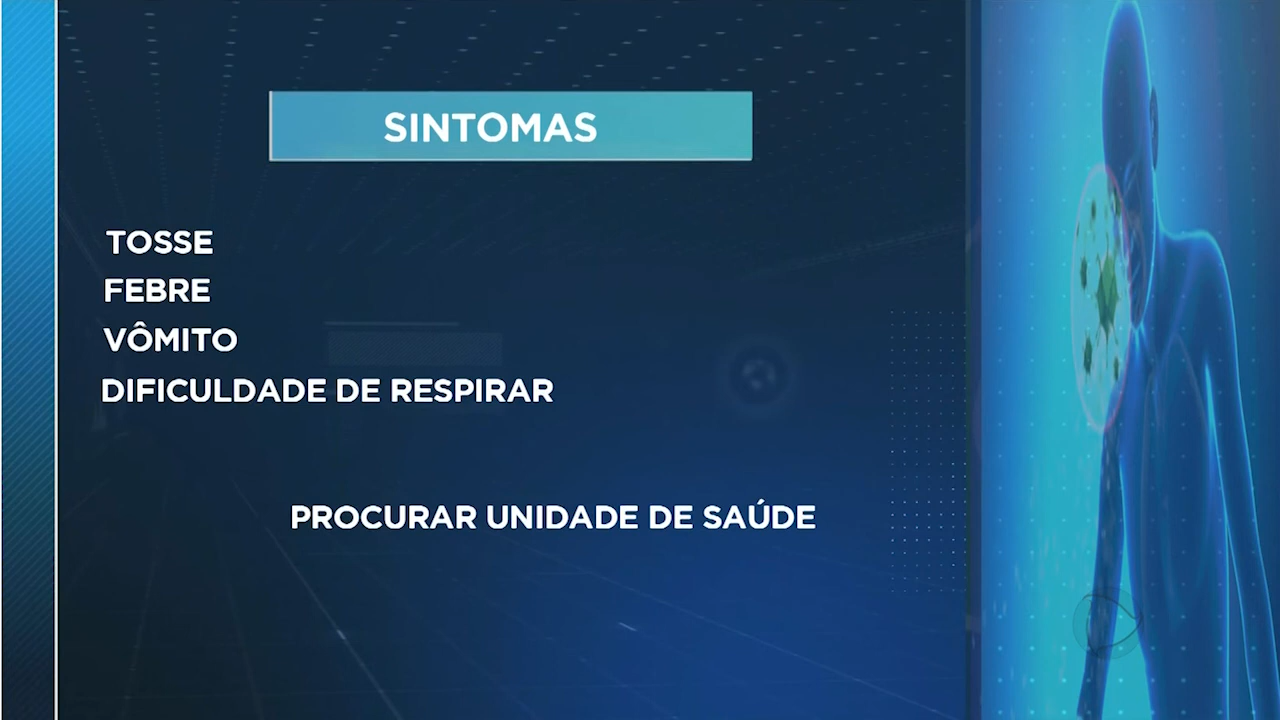 SINTOMAS
TOSSE
FEBRE
VÔMITO
DIFICULDADE DE RESPIRAR
PROCURAR UNIDADE DE SAÚDE